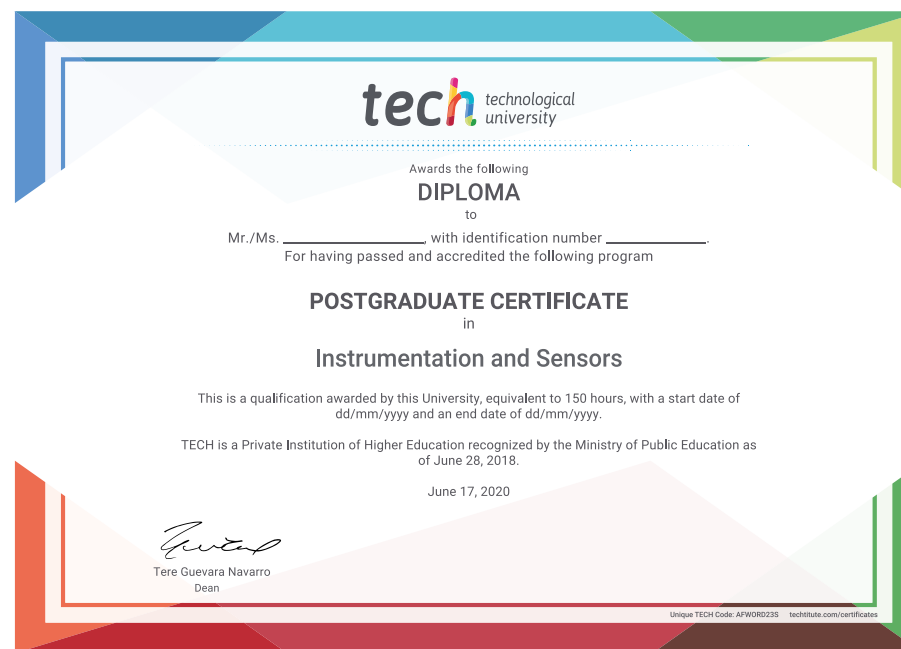 tech technological
university
Awards the following
DIPLOMA
to
Mr./Ms. ____________, with identification number _________.
For having passed and accredited the following program
POSTGRADUATE CERTIFICATE
in
Instrumentation and Sensors
This is a qualification awarded by this University, equivalent to 150 hours, with a start date of
dd/mm/yyyy and an end date of dd/mm/yyyy.
TECH is a Private Institution of Higher Education recognized by the Ministry of Public Education as
of June 28, 2018.
June 17, 2020
Tere Guevara Navarro
Dean
Unique TECH Code: AFWORD23S techtitute.com/certificates